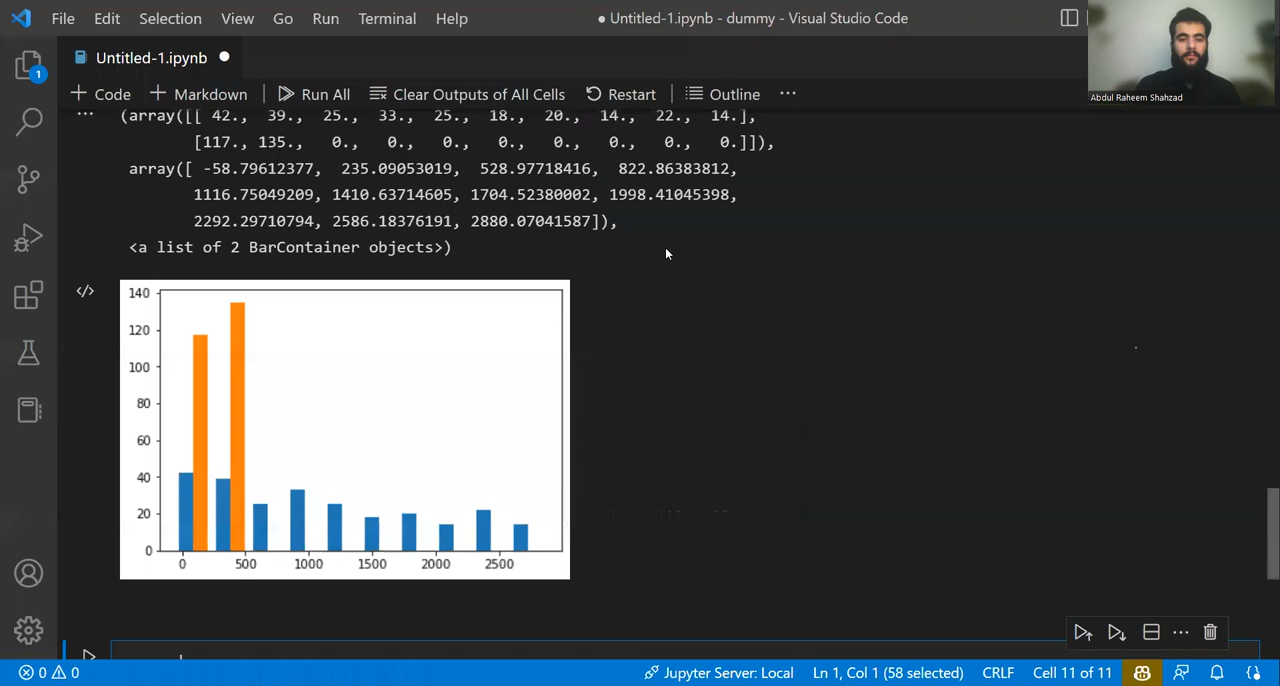 File Edit Selection View Go Run Terminal Help ● Untitled-1.ipynb - dummy - Visual Studio Code
Untitled-1.ipynb ●
1
+ Code + Markdown | Run All Clear Outputs of All Cells Restart | Outline ...
Abdul Raheem Shahzad
... (array([[ 42., 39., 25., 33., 25., 18., 20., 14., 22., 14.],
[117., 135., 0., 0., 0., 0., 0., 0., 0., 0.]]),
array([ -58.79612377, 235.09053019, 528.97718416, 822.86383812,
1116.75049209, 1410.63714605, 1704.52380002, 1998.41045398,
2292.29710794, 2586.18376191, 2880.07041587]),
<a list of 2 BarContainer objects>)
140
120
100
80
60
40
20
0
0 500 1000 1500 2000 2500
0 0 Jupyter Server: Local Ln 1, Col 1 (58 selected) CRLF Cell 11 of 11